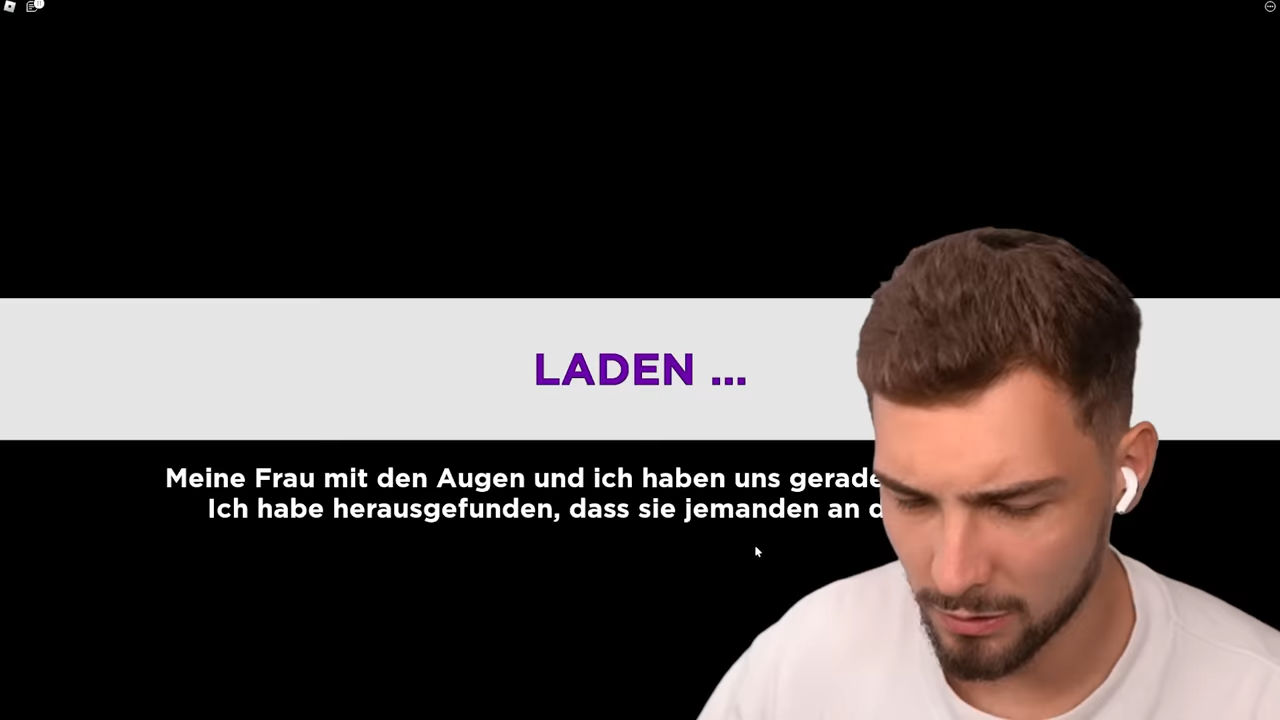 LADEN ...
Meine Frau mit den Augen und ich haben uns gerade
Ich habe herausgefunden, dass sie jemanden an